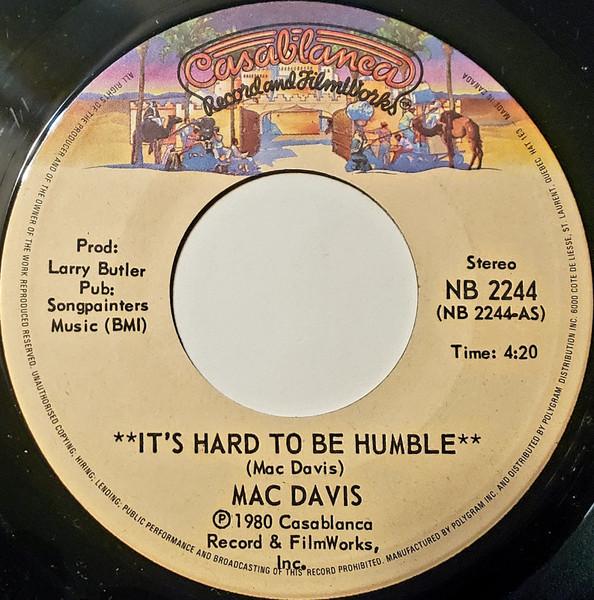 Casablanca
Record and FilmWorks®
Prod:
Larry Butler
Pub:
Songpainters
Music (BMI)
Stereo
NB 2244
(NB 2244-AS)
Time: 4:20
**IT'S HARD TO BE HUMBLE**
(Mac Davis)
MAC DAVIS
℗1980 Casablanca
Record & FilmWorks,
Inc.
ALL RIGHTS OF THE PRODUCER AND OF THE OWNER OF THE WORK REPRODUCED RESERVED. UNAUTHORISED COPYING, HIRING, LENDING, PUBLIC PERFORMANCE AND BROADCASTING OF THIS RECORD PROHIBITED. MANUFACTURED BY POLYGRAM INC. AND DISTRIBUTED BY POLYGRAM DISTRIBUTION INC. 6000 COTE DE LIESSE, ST LAURENT, QUEBEC. H4T 1E3 MADE IN CANADA